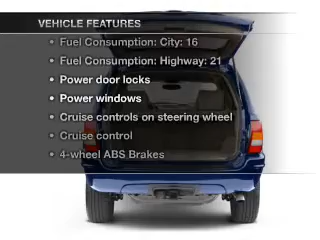 VEHICLE FEATURES
• Fuel Consumption: City: 16
• Fuel Consumption: Highway: 21
• Power door locks
• Power windows
• Cruise controls on steering wheel
• Cruise control
• 4-wheel ABS Brakes